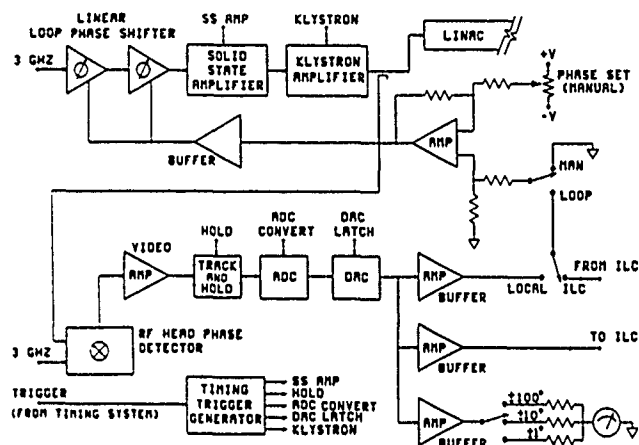 LINEAR
LOOP PHASE SHIFTER
SS AMP
KLYSTRON
LINAC
3 GHZ
Ø
Ø
SOLID
STATE
AMPLIFIER
KLYSTRON
AMPLIFIER
+V
PHASE SET
(MANUAL)
-V
BUFFER
AMP
MAN
LOOP
HOLD
ADC
CONVERT
DAC
LATCH
VIDEO
AMP
TRACK
AND
HOLD
ADC
DAC
AMP
BUFFER
LOCAL
ILC
FROM ILC
RF HEAD PHASE
DETECTOR
3 GHZ
AMP
BUFFER
TO ILC
TRIGGER
(FROM TIMING SYSTEM)
TIMING
TRIGGER
GENERATOR
SS AMP
HOLD
ADC CONVERT
DAC LATCH
KLYSTRON
AMP
BUFFER
±100°
±10°
±1°